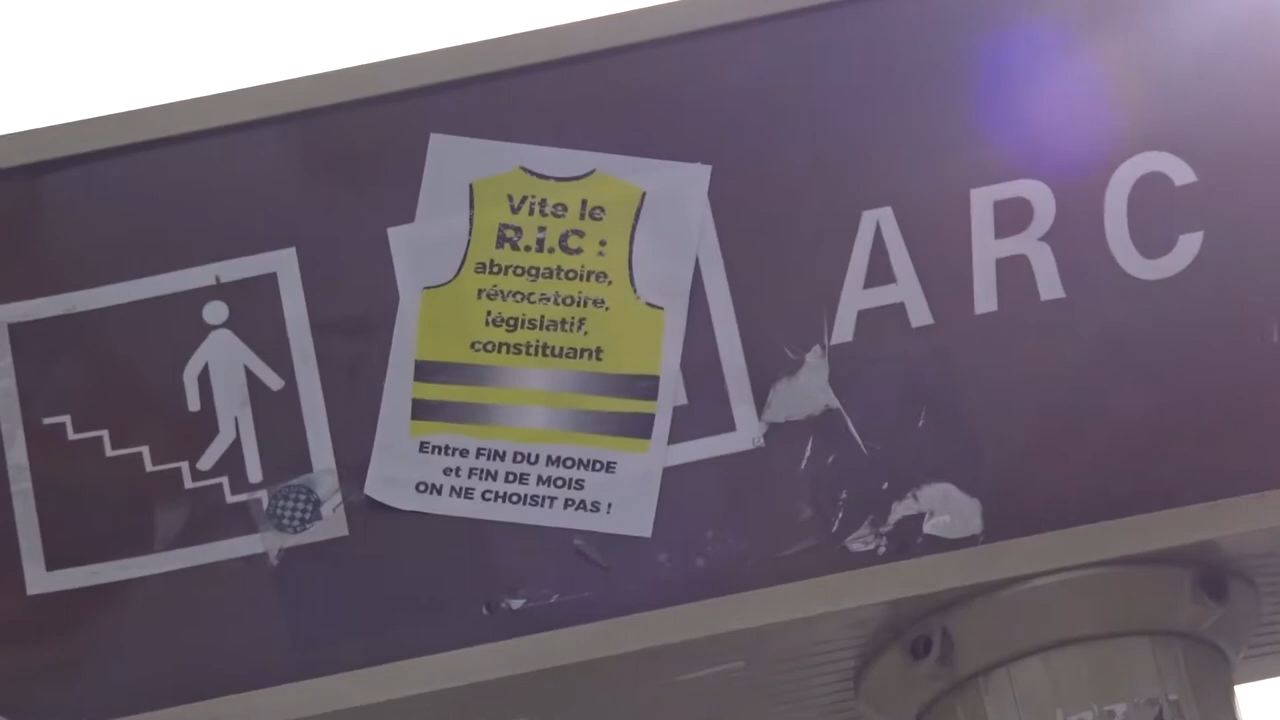 Vite le
R.I.C :
abrogatoire,
révocatoire,
législatif,
constituant
Entre FIN DU MONDE
et FIN DE MOIS
ON NE CHOISIT PAS !
ARC